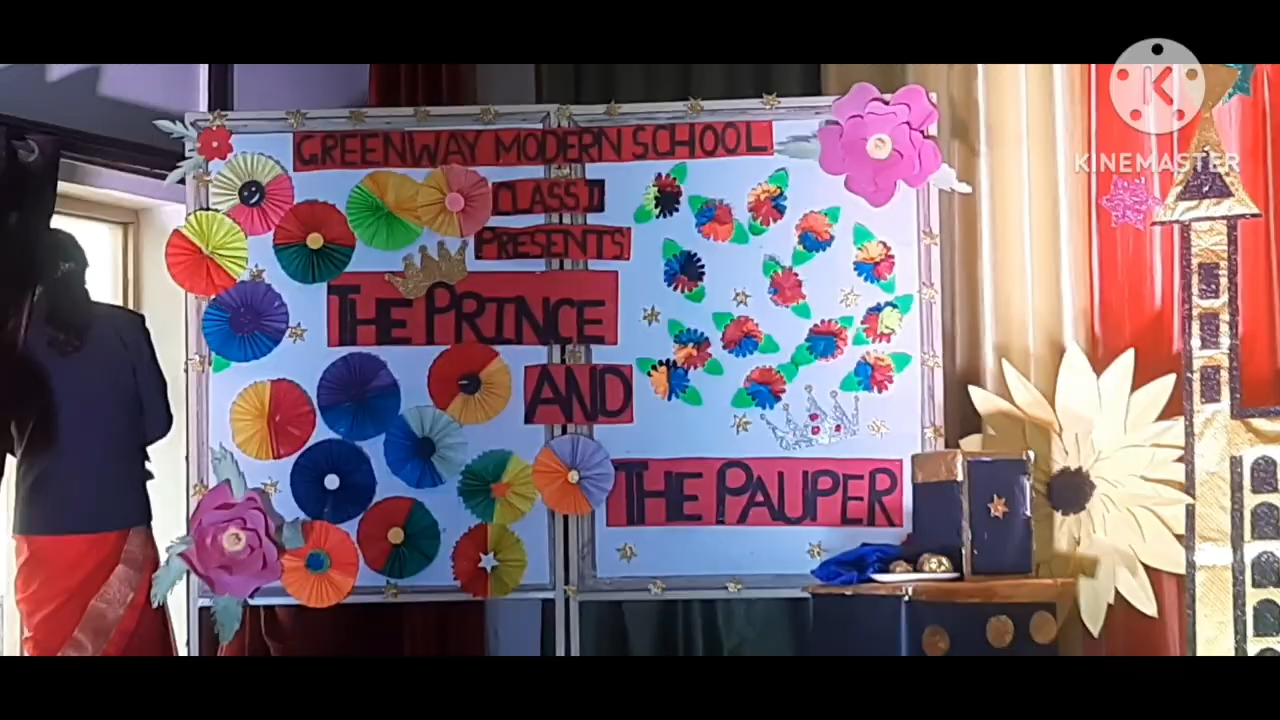 GREENWAY MODERN SCHOOL
CLASS II
PRESENTS
THE PRINCE
AND
THE PAUPER
KINEMASTER